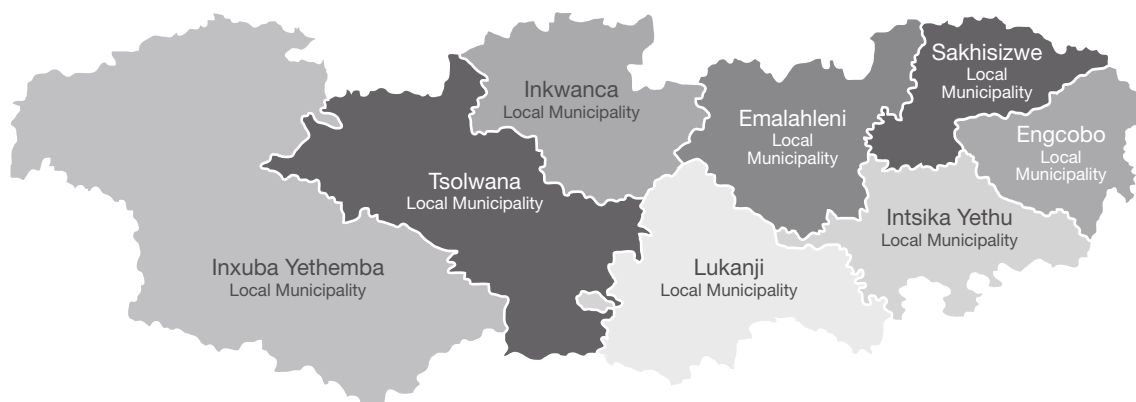 Sakhisizwe
Local
Municipality
Inkwanca
Local Municipality
Emalahleni
Local
Municipality
Engcobo
Local
Municipality
Tsolwana
Local Municipality
Intsika Yethu
Local Municipality
Inxuba Yethemba
Local Municipality
Lukanji
Local Municipality